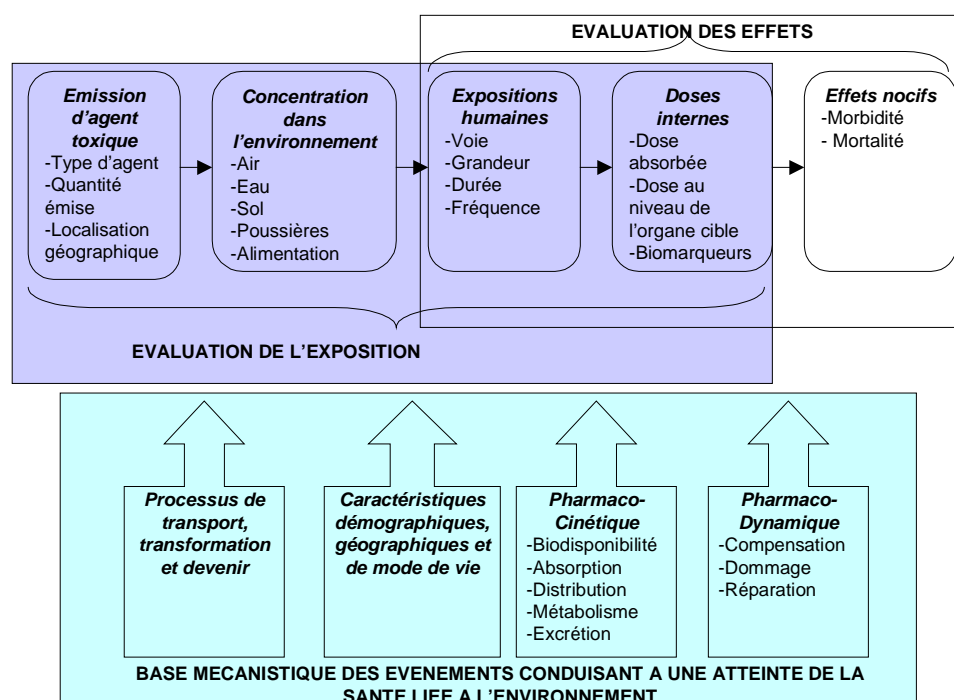 EVALUATION DES EFFETS
Emission
d'agent
toxique
-Type d'agent
-Quantité
émise
-Localisation
géographique
Concentration
dans
l'environnement
-Air
-Eau
-Sol
-Poussières
-Alimentation
Expositions
humaines
-Voie
-Grandeur
-Durée
-Fréquence
Doses
internes
-Dose
absorbée
-Dose au
niveau de
l'organe cible
-Biomarqueurs
Effets nocifs
-Morbidité
- Mortalité
EVALUATION DE L'EXPOSITION
Processus de
transport,
transformation
et devenir
Caractéristiques
démographiques,
géographiques et
de mode de vie
Pharmaco-
Cinétique
-Biodisponibilité
-Absorption
-Distribution
-Métabolisme
-Excrétion
Pharmaco-
Dynamique
-Compensation
-Dommage
-Réparation
BASE MECANISTIQUE DES EVENEMENTS CONDUISANT A UNE ATTEINTE DE LA
SANTE LIEE A L'ENVIRONNEMENT